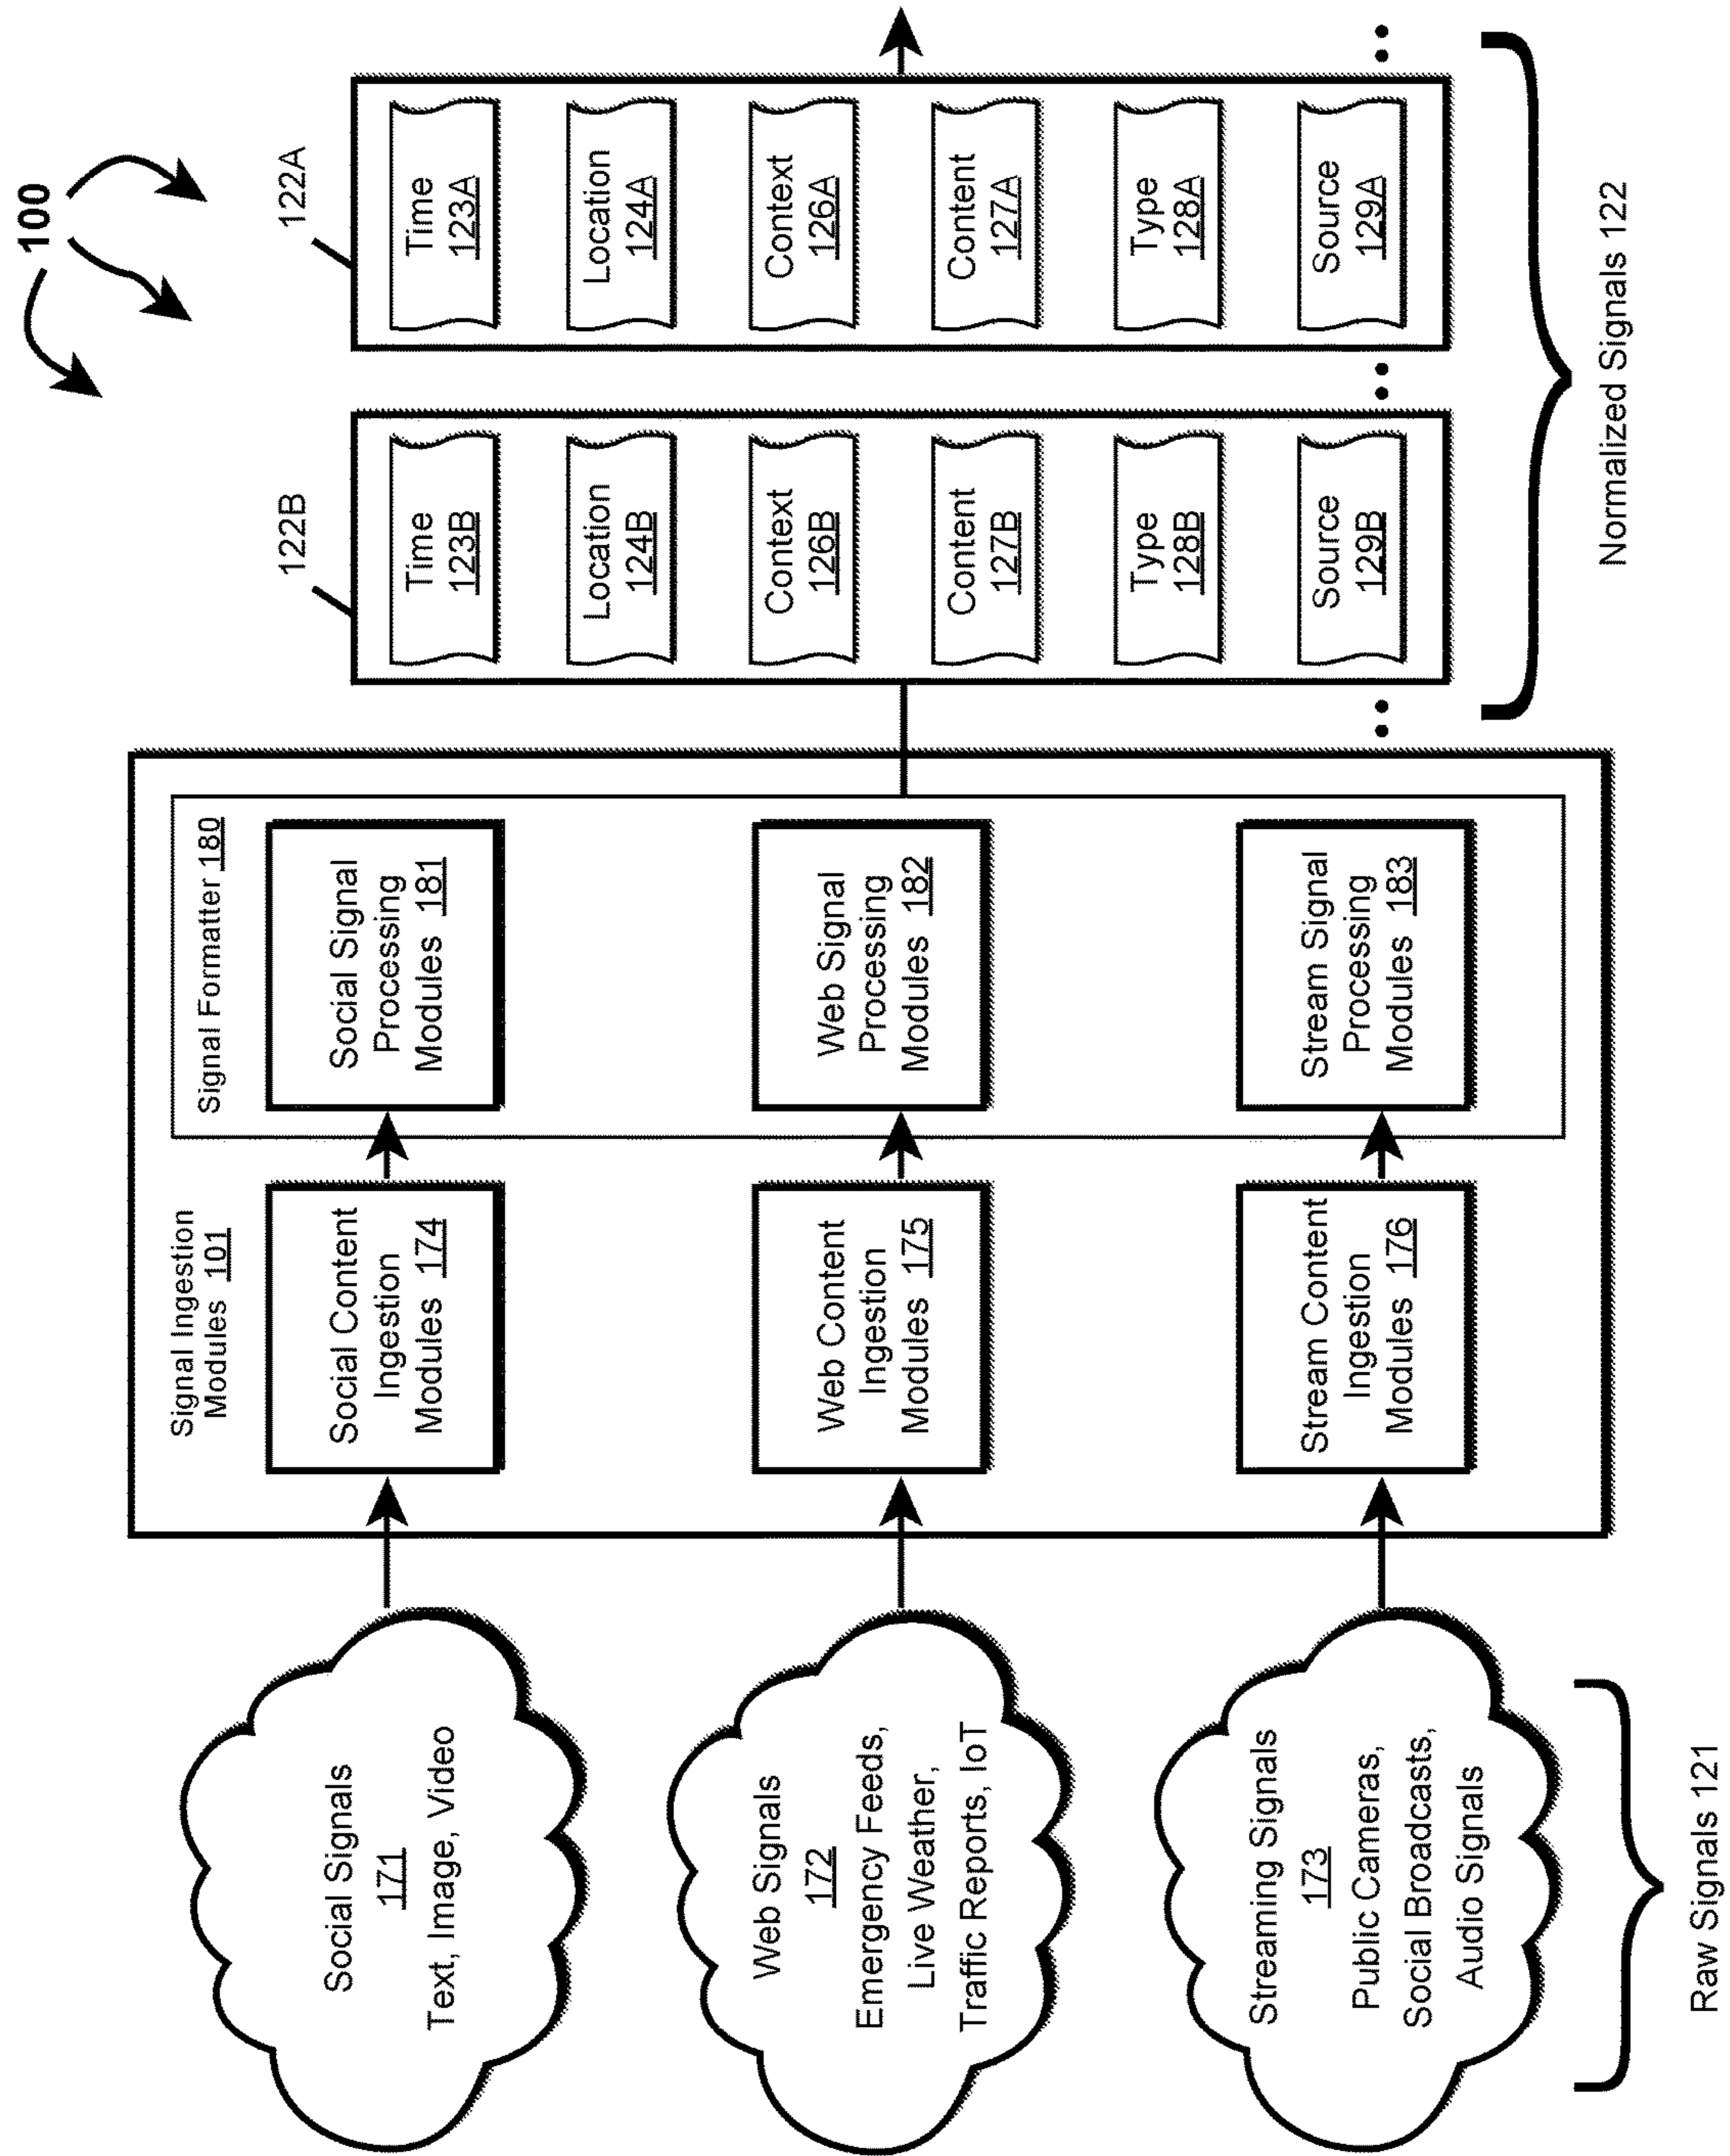 100
Social Signals
171
Text, Image, Video
Web Signals
172
Emergency Feeds,
Live Weather,
Traffic Reports, IoT
Streaming Signals
173
Public Cameras,
Social Broadcasts,
Audio Signals
Raw Signals 121
Signal Ingestion
Modules 101
Social Content
Ingestion
Modules 174
Web Content
Ingestion
Modules 175
Stream Content
Ingestion
Modules 176
Signal Formatter 180
Social Signal
Processing
Modules 181
Web Signal
Processing
Modules 182
Stream Signal
Processing
Modules 183
122B
Time
123B
Location
124B
Context
126B
Content
127B
Type
128B
Source
129B
122A
Time
123A
Location
124A
Context
126A
Content
127A
Type
128A
Source
129A
Normalized Signals 122